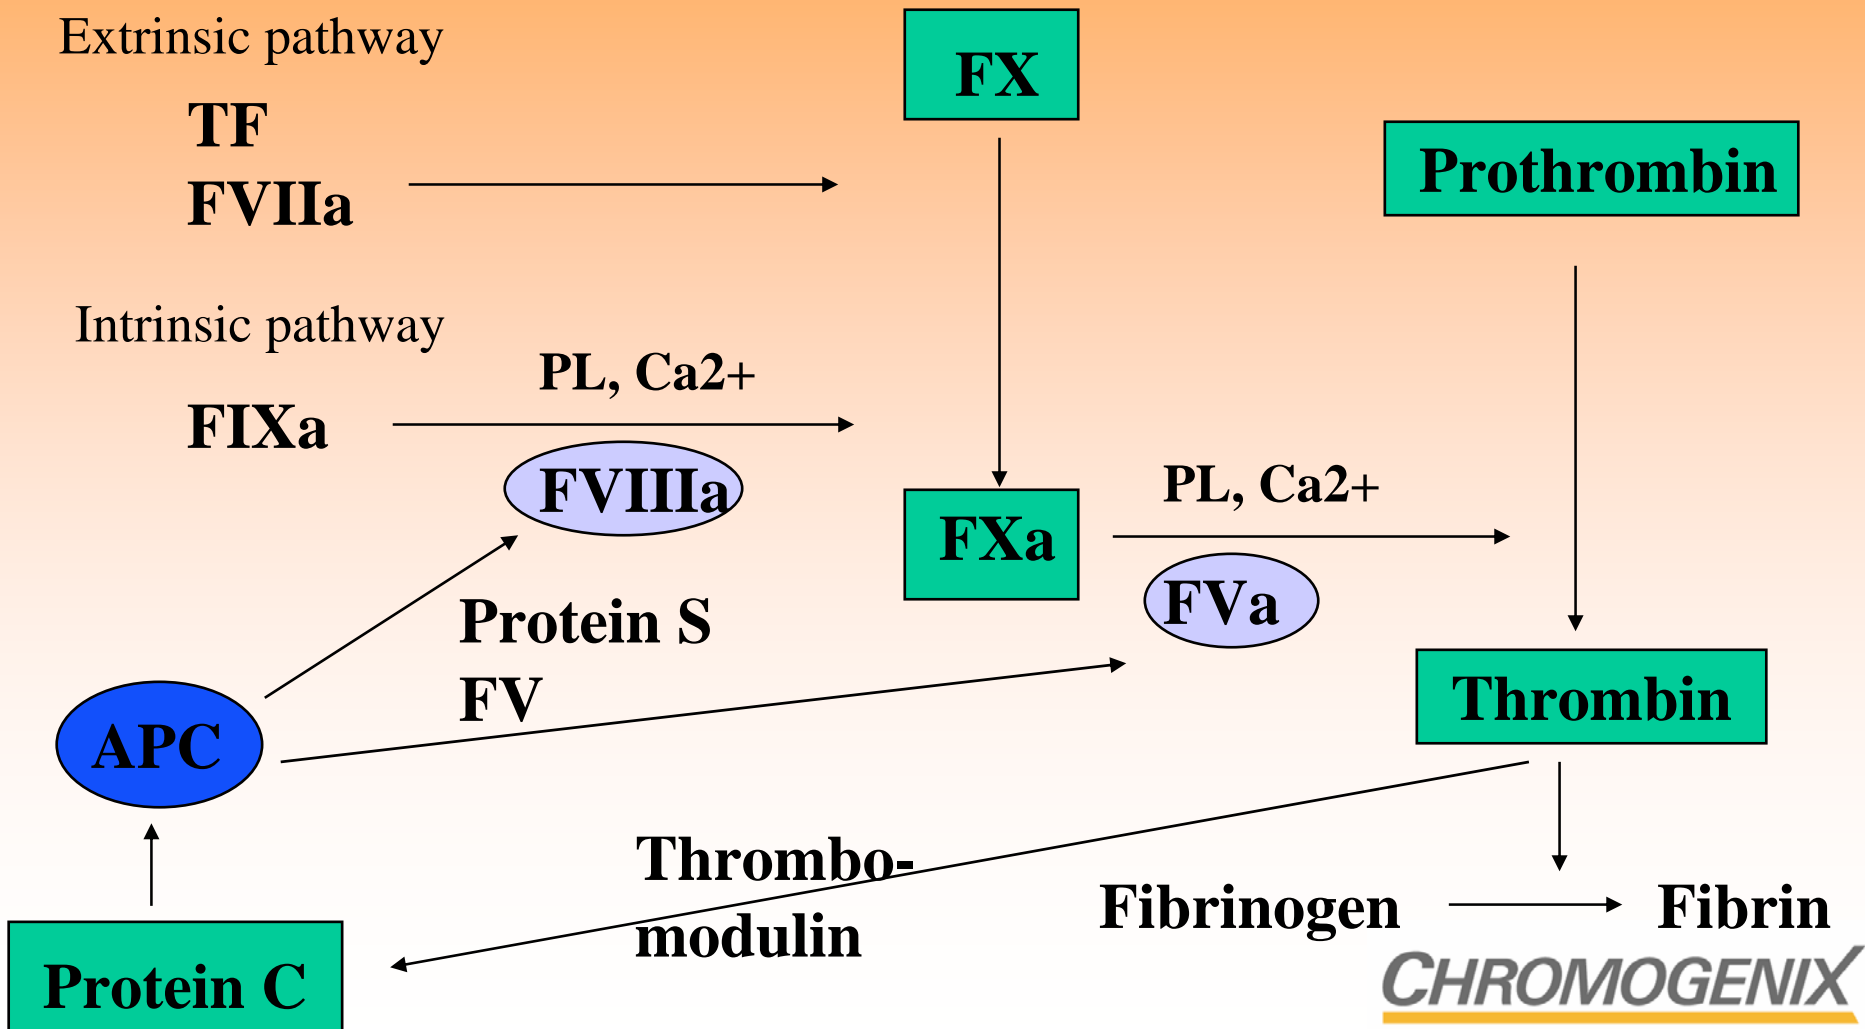 Extrinsic pathway
FX
TF
FVIIa
Prothrombin
Intrinsic pathway
PL, Ca2+
FIXa
FVIIIa
PL, Ca2+
FXa
FVa
Protein S
FV
Thrombin
APC
Thrombo-
modulin
Fibrinogen
Fibrin
Protein C
CHROMOGENIX